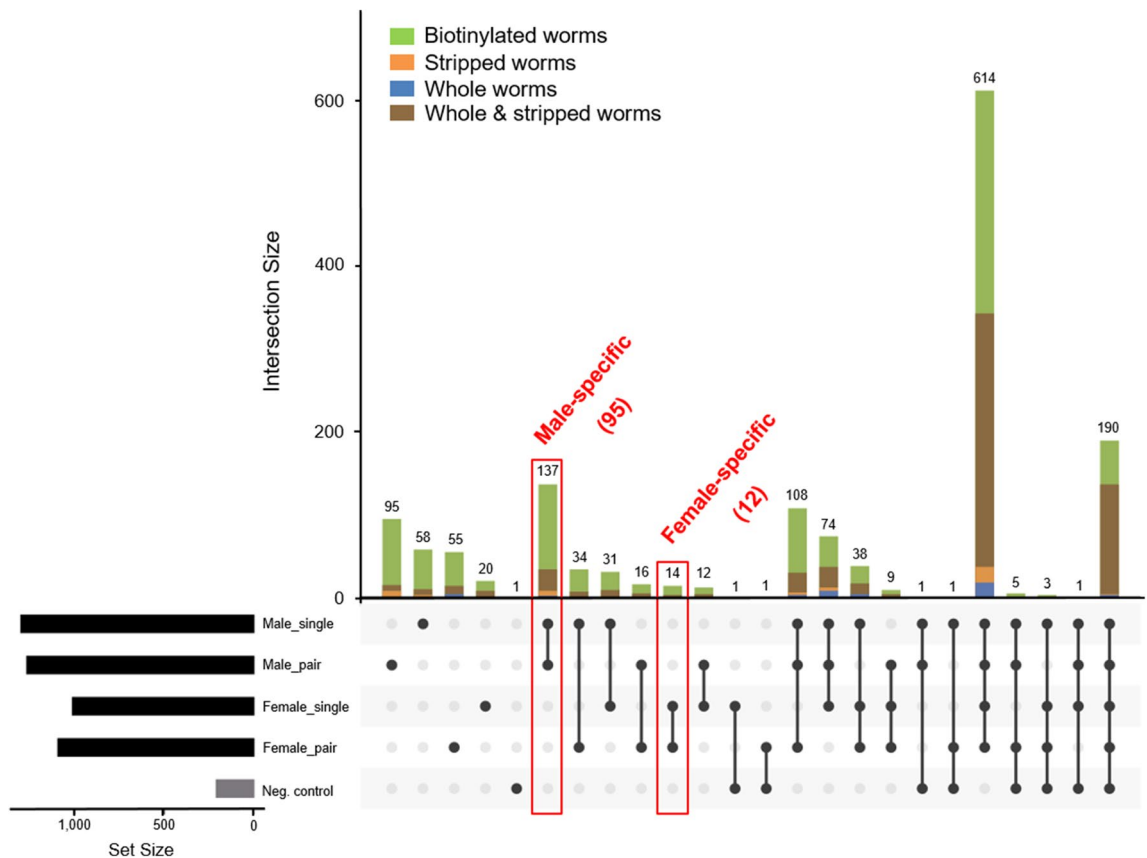 Biotinylated worms
Stripped worms
Whole worms
Whole & stripped worms
Intersection Size
600
400
200
0
Male-specific
(95)
Female-specific
(12)
95
58
55
20
1
137
34
31
16
14
12
1
1
108
74
38
9
1
1
614
5
3
1
190
Male_single
Male_pair
Female_single
Female_pair
Neg. control
1,000
500
0
Set Size